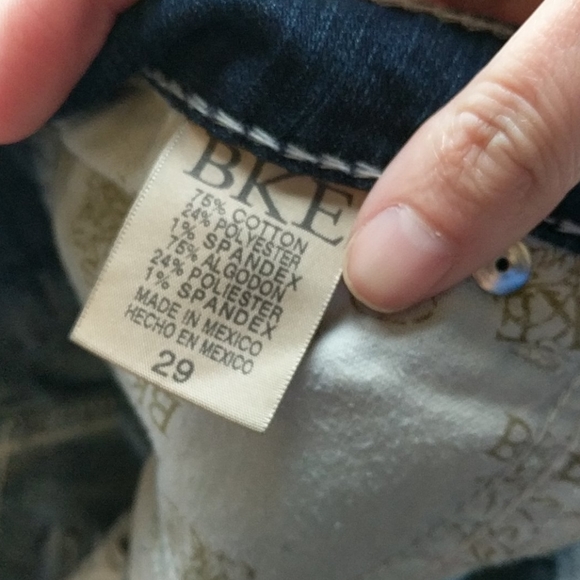 BKE
75% COTTON
24% POLYESTER
1% SPANDEX
75% ALGODON
24% POLIESTER
1% SPANDEX
MADE IN MEXICO
HECHO EN MEXICO
29